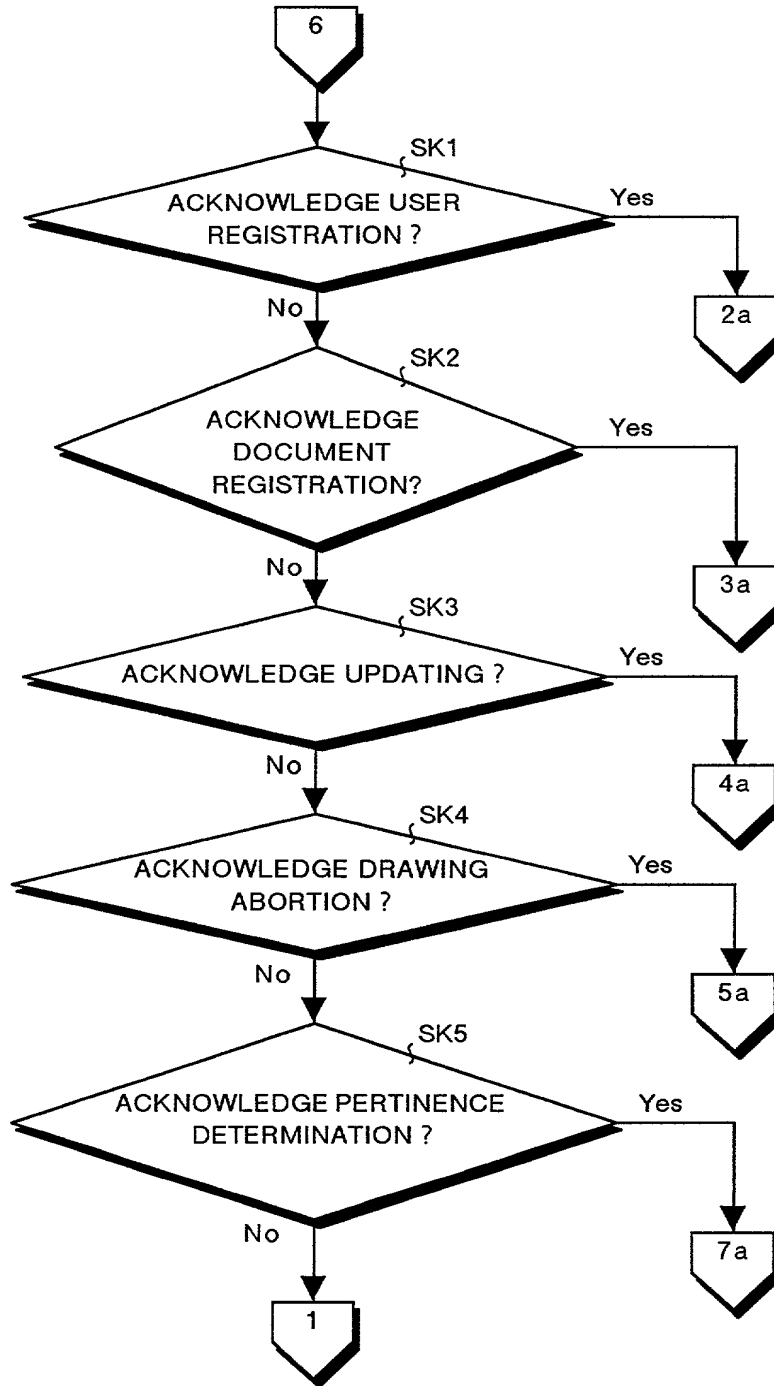 6
SK1
ACKNOWLEDGE USER
REGISTRATION ?
Yes
2a
No
SK2
ACKNOWLEDGE
DOCUMENT
REGISTRATION?
Yes
3a
No
SK3
ACKNOWLEDGE UPDATING ?
Yes
4a
No
SK4
ACKNOWLEDGE DRAWING
ABORTION ?
Yes
5a
No
SK5
ACKNOWLEDGE PERTINENCE
DETERMINATION ?
Yes
7a
No
1